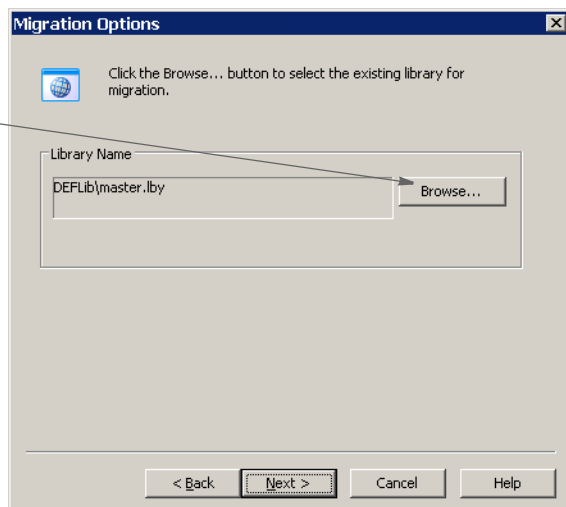 Migration Options
Click the Browse... button to select the existing library for
migration.
Library Name
DEFLib\master.lby
Browse...
< Back
Next >
Cancel
Help